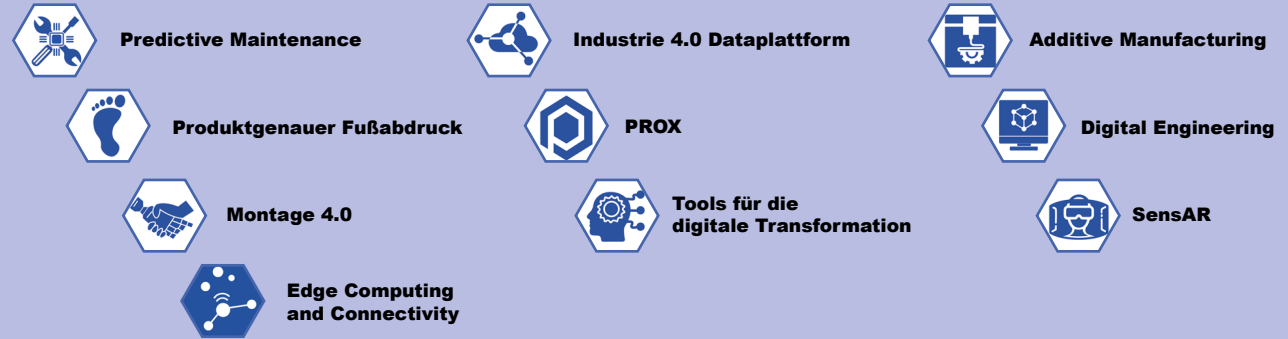 Predictive Maintenance
Industrie 4.0 Dataplattform
Additive Manufacturing
Produktgenauer Fußabdruck
PROX
Digital Engineering
Montage 4.0
Tools für die
digitale Transformation
SensAR
Edge Computing
and Connectivity